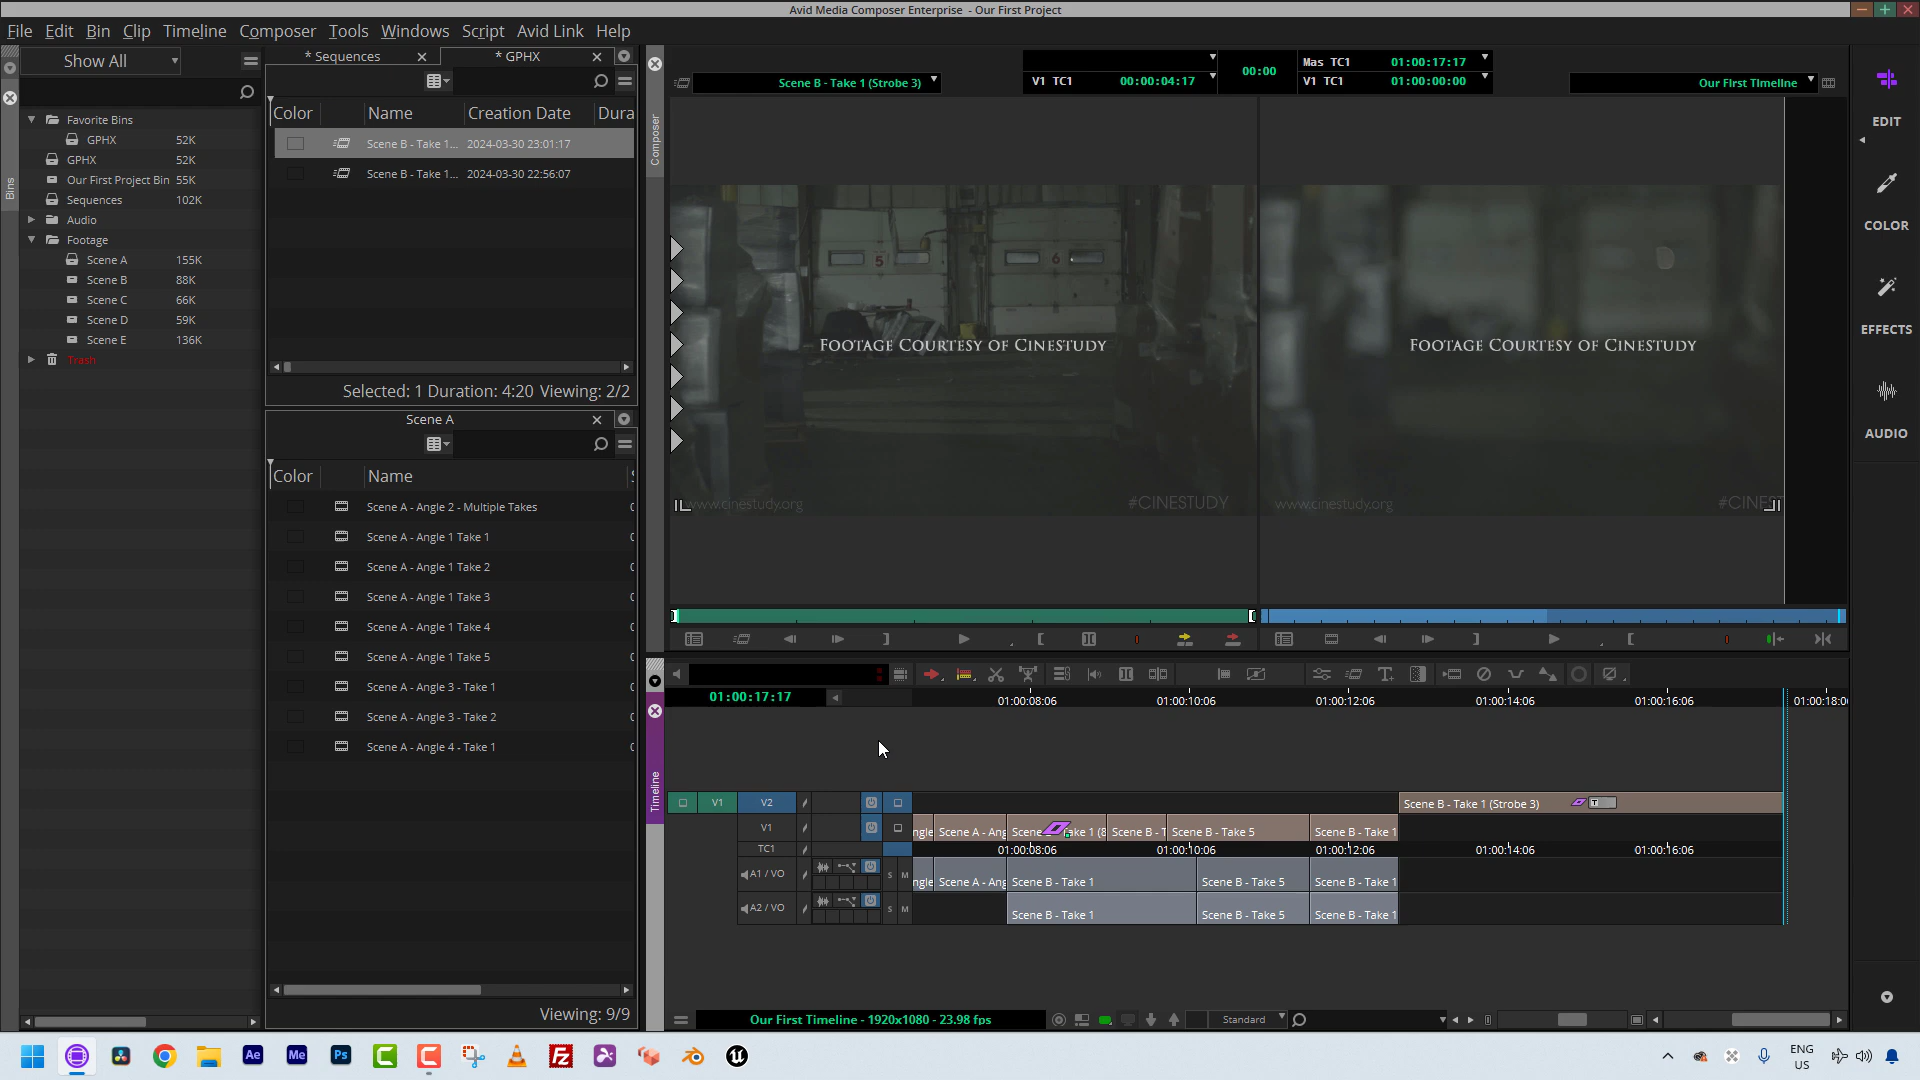 Avid Media Composer Enterprise - Our First Project
File Edit Bin Clip Timeline Composer Tools Windows Script Avid Link Help
Show All
Bins
Favorite Bins
GPHX 52K
GPHX 52K
Our First Project Bin 55K
Sequences 102K
Audio
Footage
Scene A 155K
Scene B 88K
Scene C 66K
Scene D 59K
Scene E 136K
Trash
* Sequences
* GPHX
Color Name Creation Date Dura
Scene B - Take 1... 2024-03-30 23:01:17
Scene B - Take 1... 2024-03-30 22:56:07
Selected: 1 Duration: 4:20 Viewing: 2/2
Scene A
Color Name
Scene A - Angle 2 - Multiple Takes
Scene A - Angle 1 Take 1
Scene A - Angle 1 Take 2
Scene A - Angle 1 Take 3
Scene A - Angle 1 Take 4
Scene A - Angle 1 Take 5
Scene A - Angle 3 - Take 1
Scene A - Angle 3 - Take 2
Scene A - Angle 4 - Take 1
Viewing: 9/9
Composer
Scene B - Take 1 (Strobe 3)
V1 TC1 00:00:04:17
00:00
Mas TC1 01:00:17:17
V1 TC1 01:00:00:00
Our First Timeline
5 6
Footage Courtesy of Cinestudy
www.cinestudy.org #CINESTUDY
Footage Courtesy of Cinestudy
www.cinestudy.org #CINEST
EDIT
COLOR
EFFECTS
AUDIO
Timeline
01:00:17:17
01:00:08:06 01:00:10:06 01:00:12:06 01:00:14:06 01:00:16:06 01:00:18:0
V1 V2
Scene B - Take 1 (Strobe 3)
V1
ngle Scene A - Ang Scene ake 1 (8 Scene B - T Scene B - Take 5 Scene B - Take 1
TC1
01:00:08:06 01:00:10:06 01:00:12:06 01:00:14:06 01:00:16:06
A1 / VO S M
ngle Scene A - Ang Scene B - Take 1 Scene B - Take 5 Scene B - Take 1
A2 / VO S M
Scene B - Take 1 Scene B - Take 5 Scene B - Take 1
Our First Timeline - 1920x1080 - 23.98 fps
Standard
Ae Me Ps
ENG
US